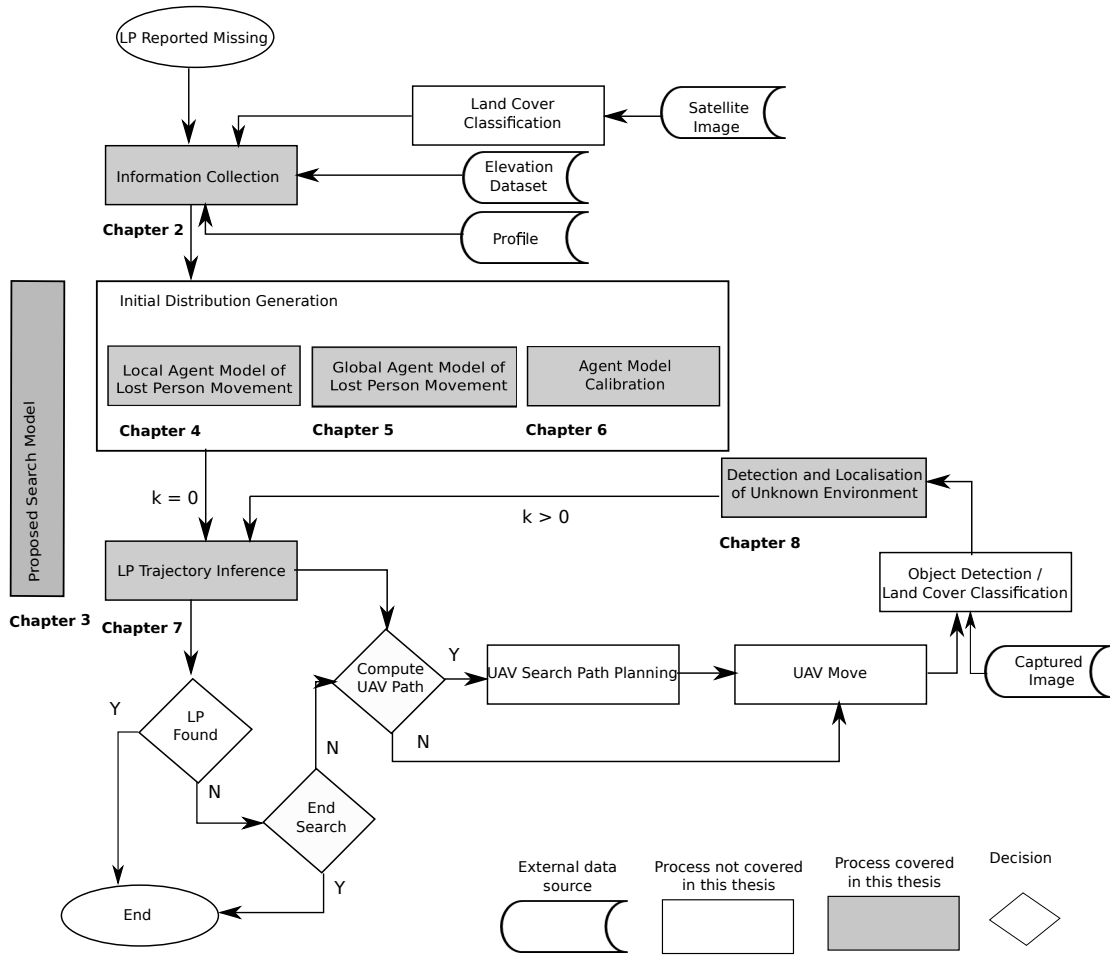 LP Reported Missing
Land Cover
Classification
Satellite
Image
Information Collection
Elevation
Dataset
Chapter 2
Profile
Initial Distribution Generation
Local Agent Model of
Lost Person Movement
Global Agent Model of
Lost Person Movement
Agent Model
Calibration
Chapter 4
Chapter 5
Chapter 6
Proposed Search Model
Chapter 3
k = 0
k > 0
Detection and Localisation
of Unknown Environment
Chapter 8
LP Trajectory Inference
Chapter 7
Object Detection /
Land Cover Classification
Compute
UAV Path
Y
UAV Search Path Planning
UAV Move
Captured
Image
N
LP
Found
Y
N
N
End
Search
Y
End
External data
source
Process not covered
in this thesis
Process covered
in this thesis
Decision